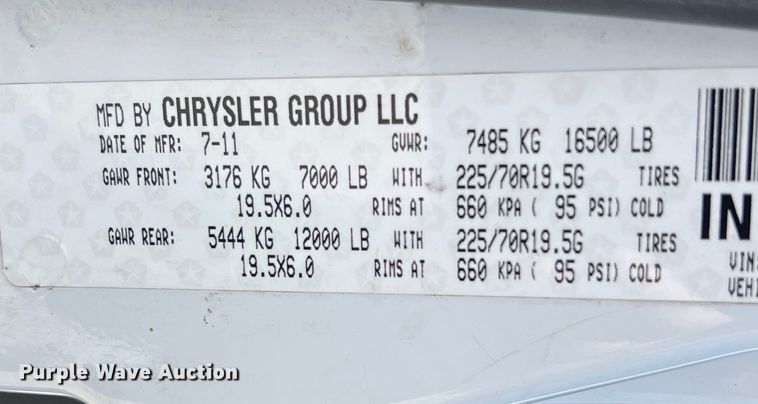 MFD BY CHRYSLER GROUP LLC
DATE OF MFR: 7-11 GVWR: 7485 KG 16500 LB
GAWR FRONT: 3176 KG 7000 LB WITH 225/70R19.5G TIRES
19.5X6.0 RIMS AT 660 KPA ( 95 PSI) COLD
GAWR REAR: 5444 KG 12000 LB WITH 225/70R19.5G TIRES
19.5X6.0 RIMS AT 660 KPA ( 95 PSI) COLD
IN
VIN:
VEHI
Purple Wave Auction